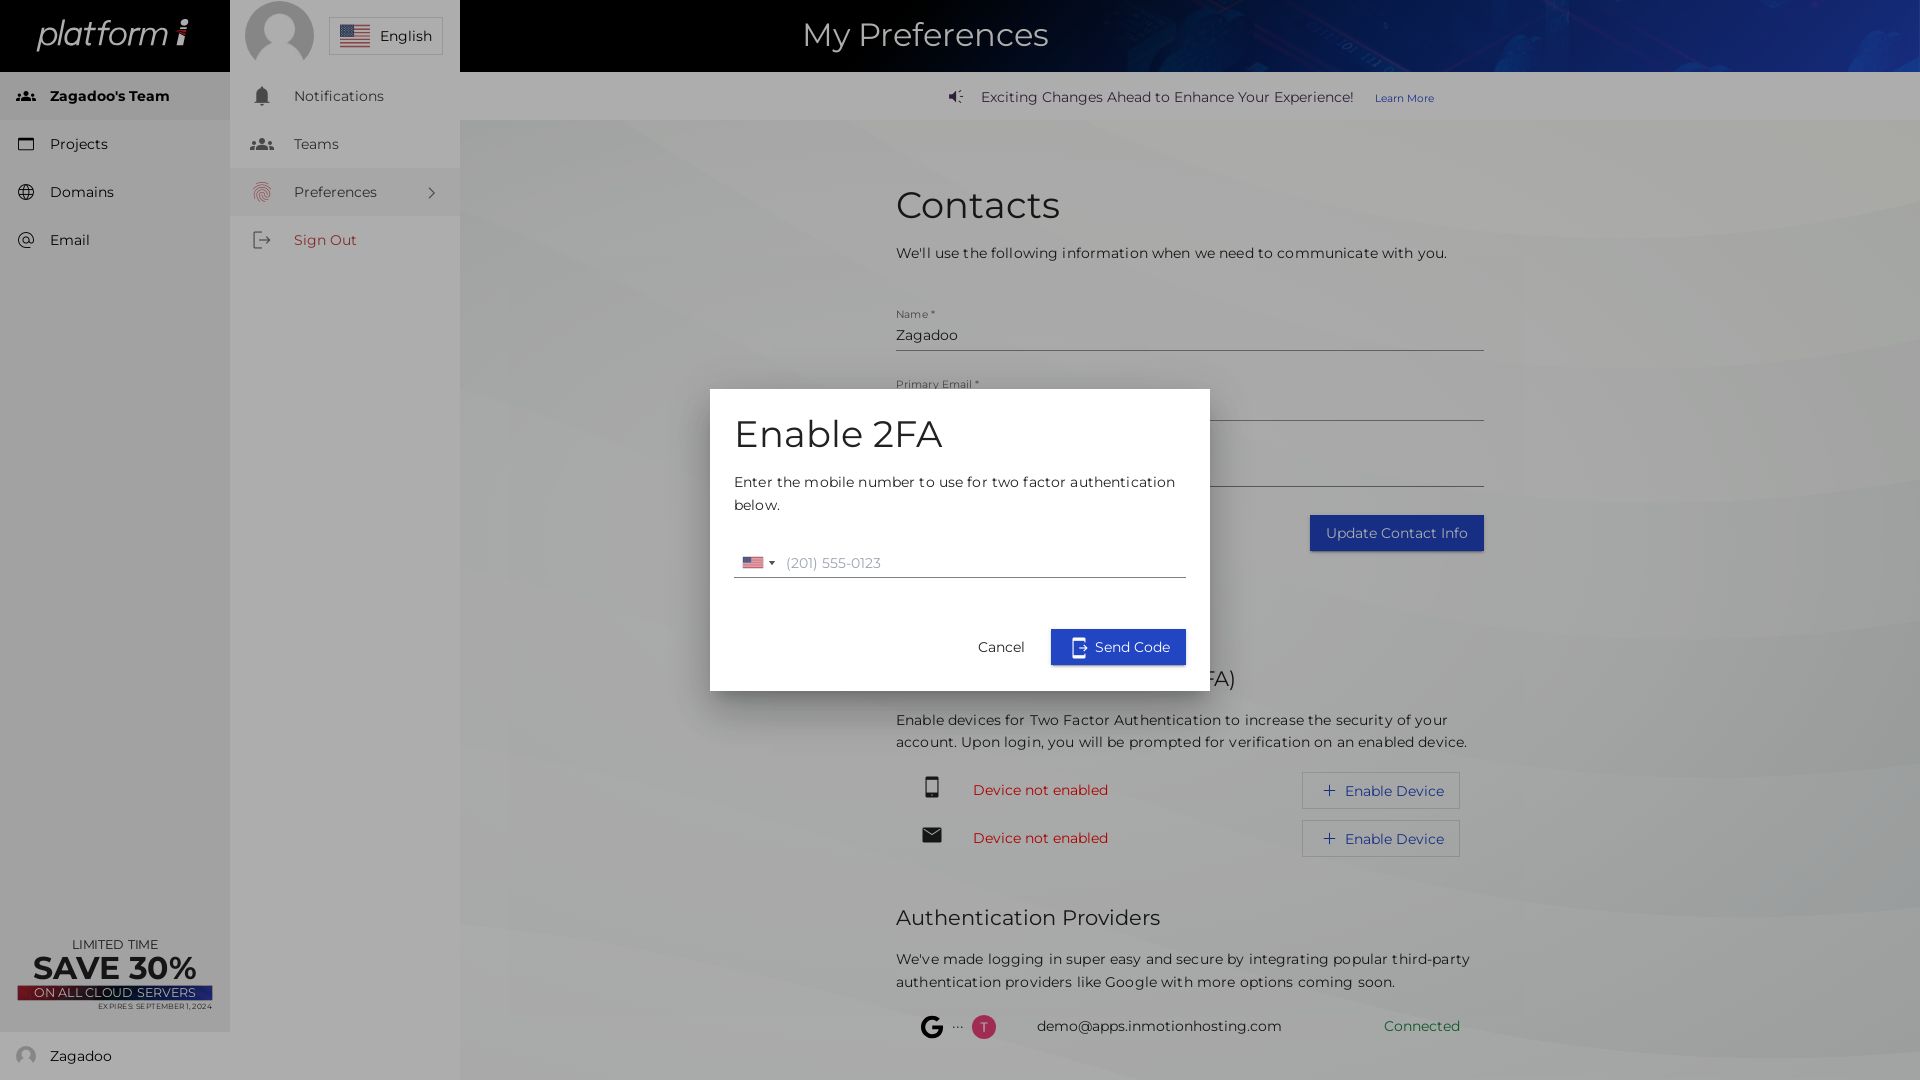 platform i
English
My Preferences
Zagadoo's Team
Projects
Domains
Email
Notifications
Teams
Preferences
Sign Out
Exciting Changes Ahead to Enhance Your Experience! Learn More
Contacts
We'll use the following information when we need to communicate with you.
Name *
Zagadoo
Primary Email *
Update Contact Info
Enable 2FA
Enter the mobile number to use for two factor authentication
below.
(201) 555-0123
Cancel
Send Code
FA)
Enable devices for Two Factor Authentication to increase the security of your
account. Upon login, you will be prompted for verification on an enabled device.
Device not enabled
Enable Device
Device not enabled
Enable Device
Authentication Providers
We've made logging in super easy and secure by integrating popular third-party
authentication providers like Google with more options coming soon.
G ... T demo@apps.inmotionhosting.com Connected
LIMITED TIME
SAVE 30%
ON ALL CLOUD SERVERS
EXPIRES SEPTEMBER 1, 2024
Zagadoo